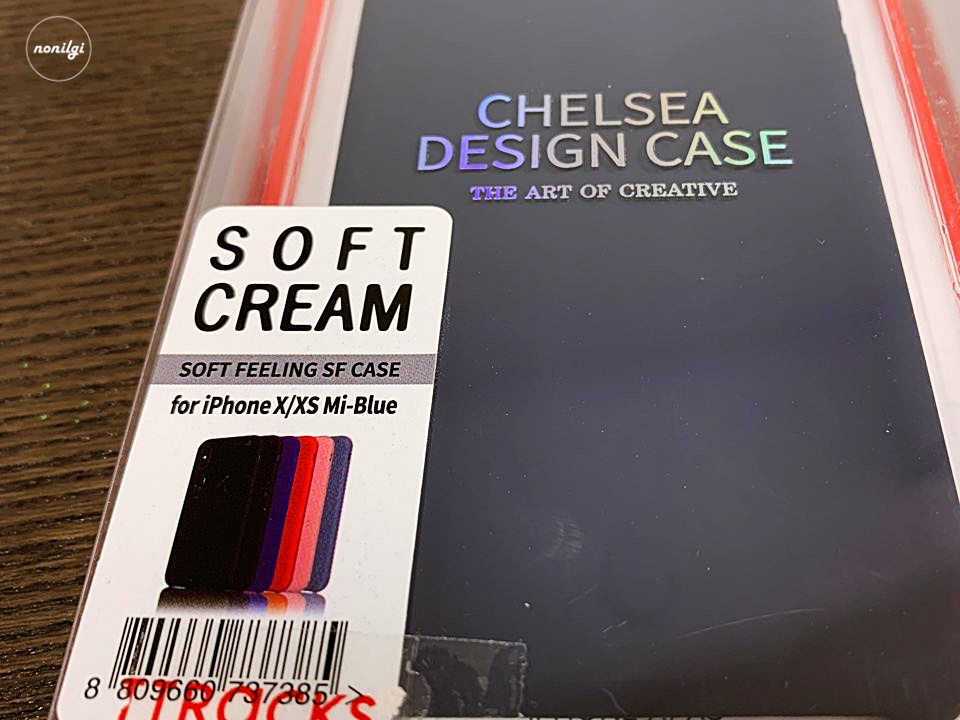 nonilgi
CHELSEA
DESIGN CASE
THE ART OF CREATIVE
SOFT
CREAM
SOFT FEELING SF CASE
for iPhone X/XS Mi-Blue
8 809660 737385 >